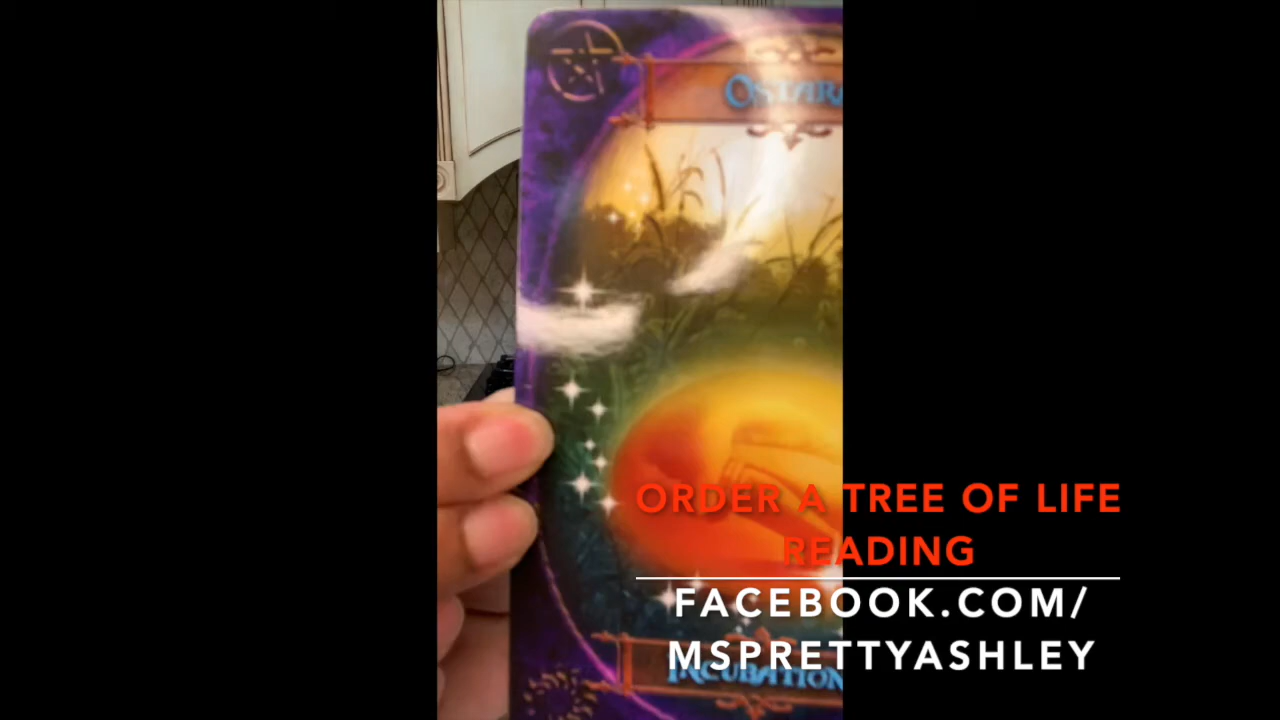 OSTARA
ORDER A TREE OF LIFE
READING
FACEBOOK.COM/
MSPRETTYASHLEY
INCUBATION